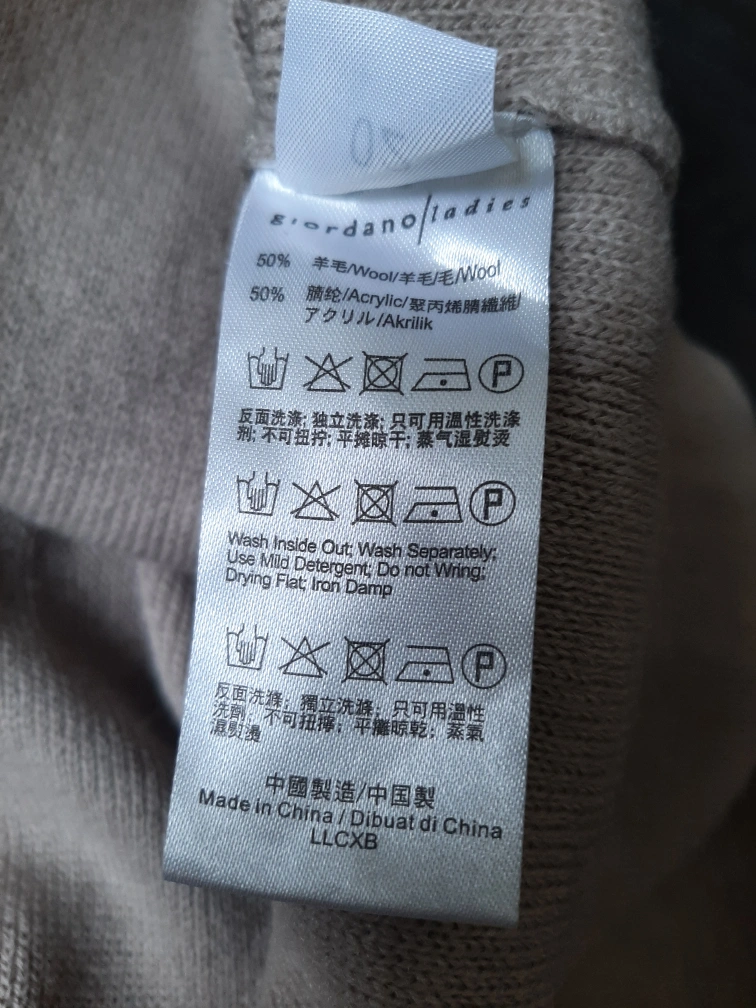 20
giordano/ladies
50% 羊毛/Wool/羊毛/毛/Wool
50% 腈纶/Acrylic/聚丙烯腈纖維/
アクリル/Akrilik
P
反面洗涤; 独立洗涤; 只可用温性洗涤
剂; 不可扭拧; 平摊晾干; 蒸气湿熨烫
P
Wash Inside Out; Wash Separately;
Use Mild Detergent; Do not Wring;
Drying Flat; Iron Damp
P
反面洗滌; 獨立洗滌; 只可用溫性
洗劑; 不可扭擰; 平攤晾乾; 蒸氣
濕熨燙
中國製造/中国製
Made in China / Dibuat di China
LLCXB